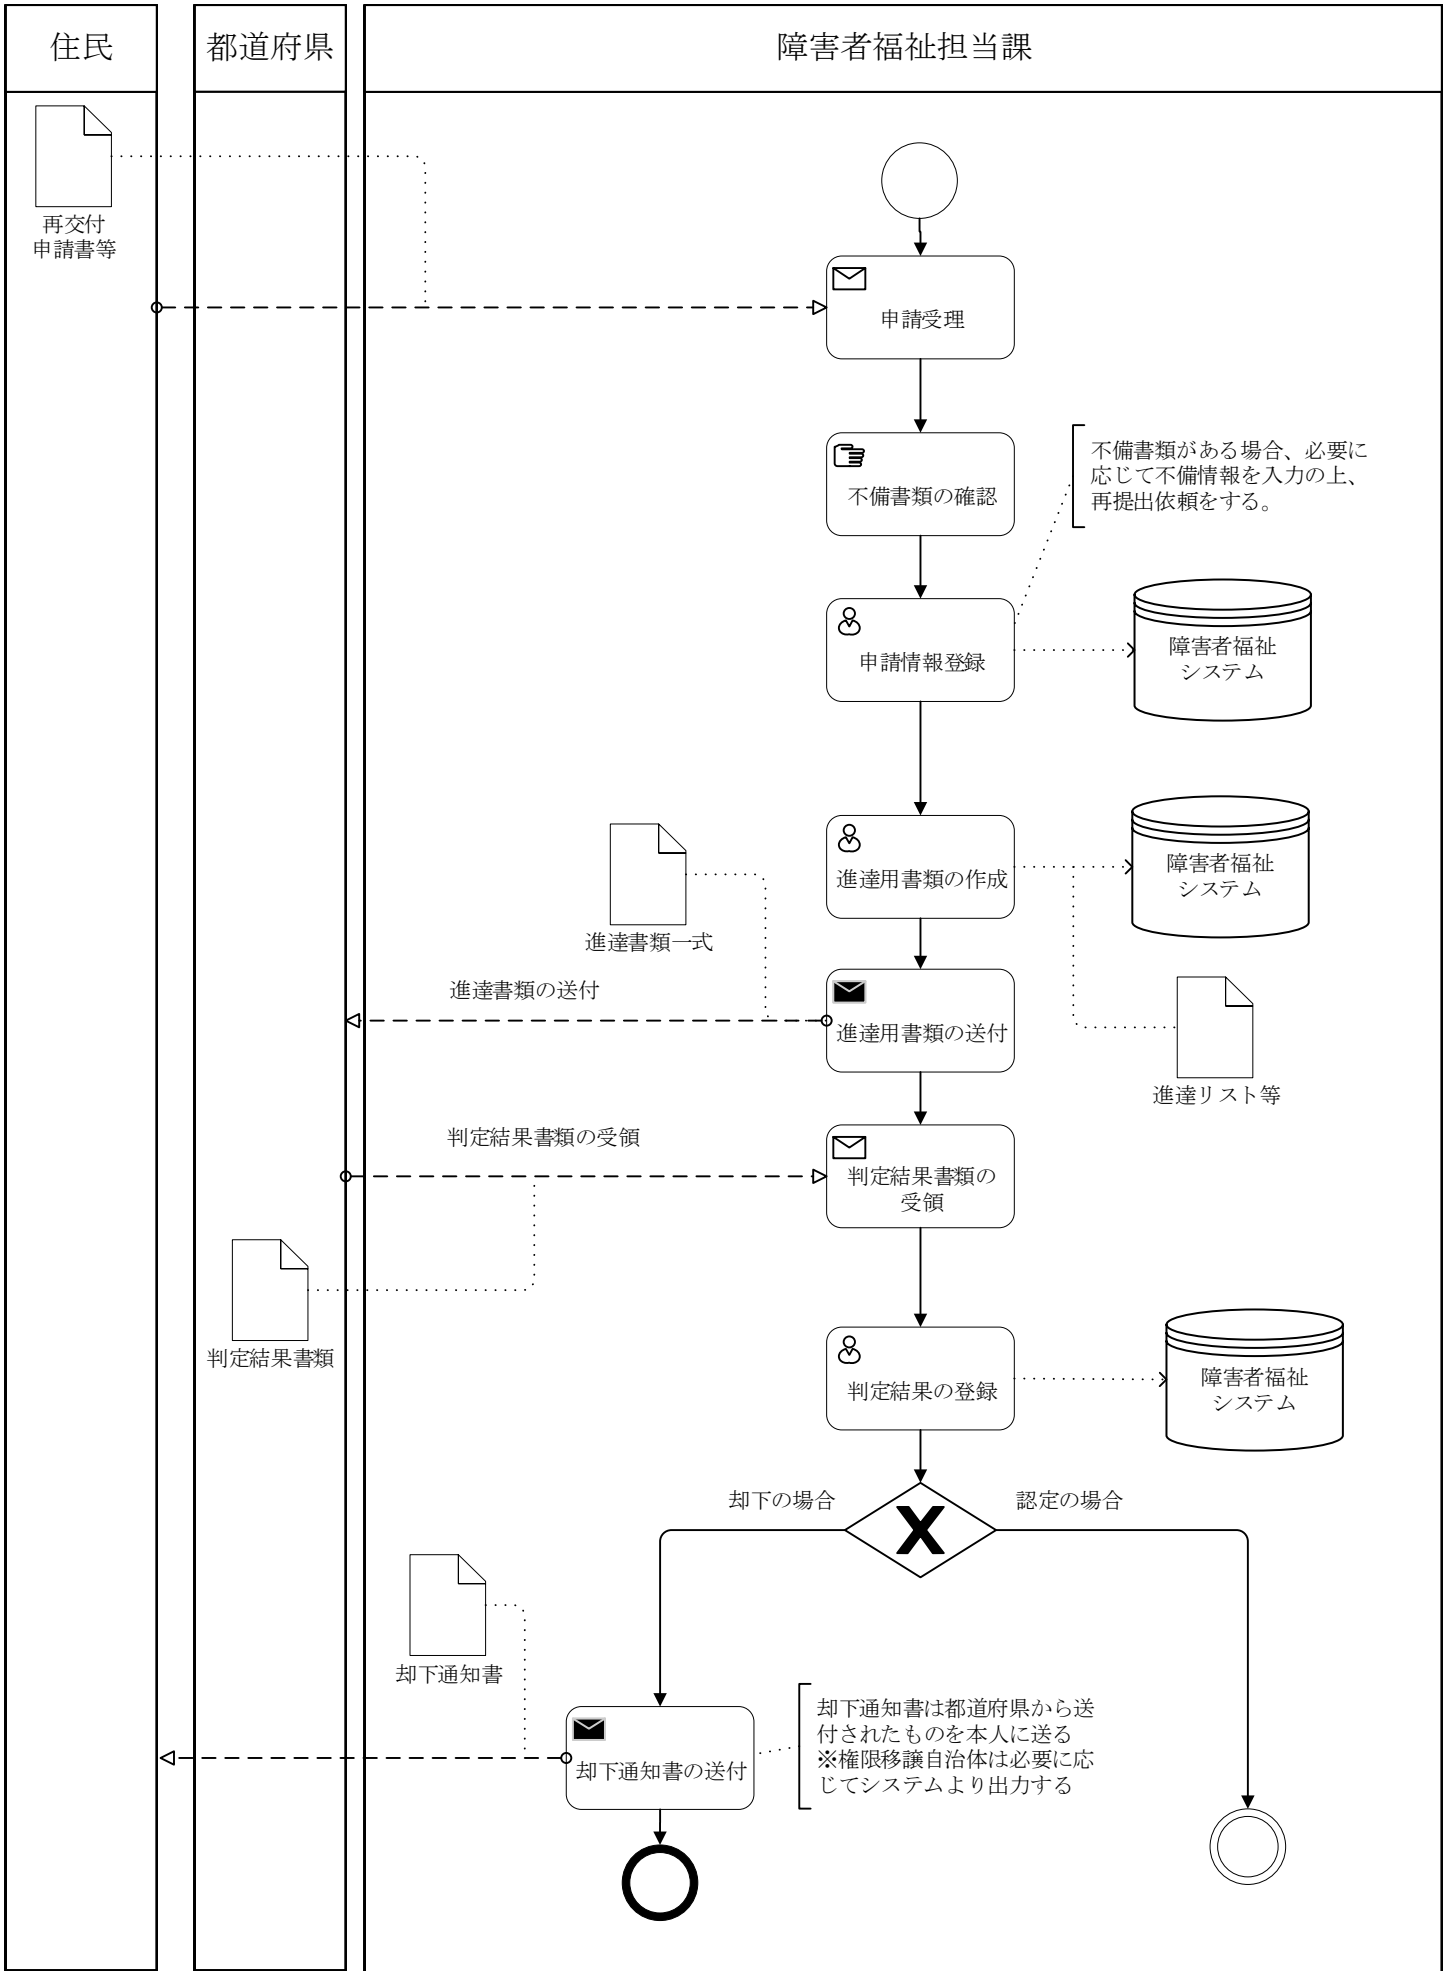 住民
都道府県
障害者福祉担当課
再交付
申請書等
申請受理
不備書類の確認
不備書類がある場合、必要に
応じて不備情報を入力の上、
再提出依頼をする。
申請情報登録
障害者福祉
システム
進達用書類の作成
障害者福祉
システム
進達書類一式
進達書類の送付
進達用書類の送付
進達リスト等
判定結果書類の受領
判定結果書類の
受領
判定結果書類
判定結果の登録
障害者福祉
システム
却下の場合
認定の場合
却下通知書
却下通知書の送付
却下通知書は都道府県から送
付されたものを本人に送る
※権限移譲自治体は必要に応
じてシステムより出力する